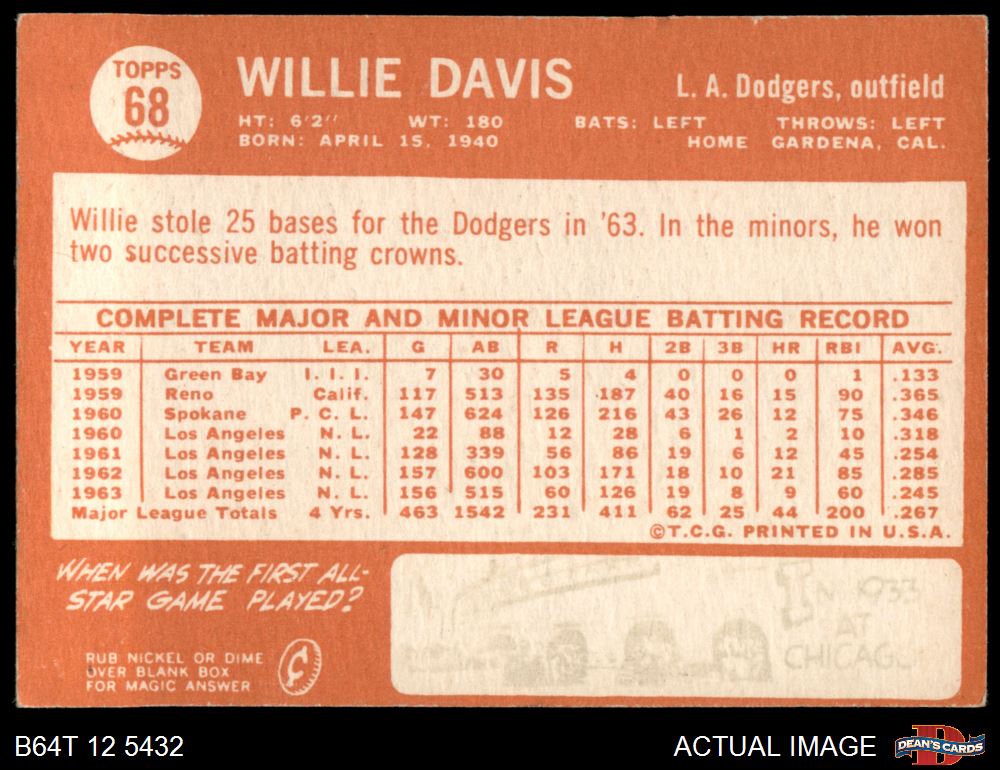 TOPPS
68
WILLIE DAVIS
L. A. Dodgers, outfield
HT: 6'2" WT: 180 BATS: LEFT THROWS: LEFT
BORN: APRIL 15, 1940 HOME GARDENA, CAL.
Willie stole 25 bases for the Dodgers in '63. In the minors, he won
two successive batting crowns.
COMPLETE MAJOR AND MINOR LEAGUE BATTING RECORD
YEAR TEAM LEA. G AB R H 2B 3B HR RBI AVG.
1959 Green Bay I. I. I. 7 30 5 4 0 0 0 1 .133
1959 Reno Calif. 117 513 135 187 40 16 15 90 .365
1960 Spokane P. C. L. 147 624 126 216 43 26 12 75 .346
1960 Los Angeles N. L. 22 88 12 28 6 1 2 10 .318
1961 Los Angeles N. L. 128 339 56 86 19 6 12 45 .254
1962 Los Angeles N. L. 157 600 103 171 18 10 21 85 .285
1963 Los Angeles N. L. 156 515 60 126 19 8 9 60 .245
Major League Totals 4 Yrs. 463 1542 231 411 62 25 44 200 .267
©T.C.G. PRINTED IN U.S.A.
WHEN WAS THE FIRST ALL-
STAR GAME PLAYED?
RUB NICKEL OR DIME
OVER BLANK BOX
FOR MAGIC ANSWER
IN 1933
AT
CHICAGO
B64T 12 5432
ACTUAL IMAGE
DEAN'S CARDS